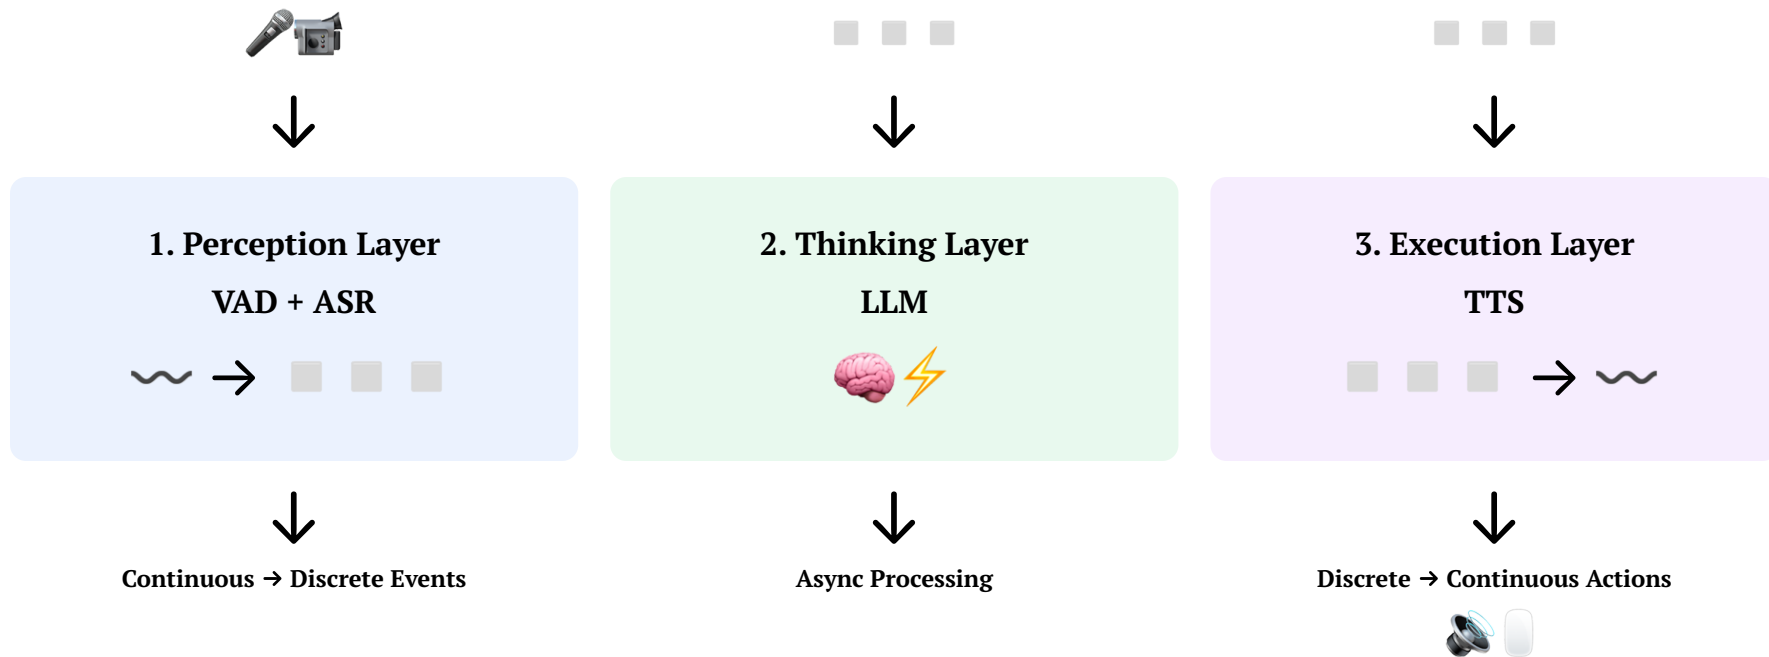 1. Perception Layer
VAD + ASR
Continuous → Discrete Events
2. Thinking Layer
LLM
Async Processing
3. Execution Layer
TTS
Discrete → Continuous Actions